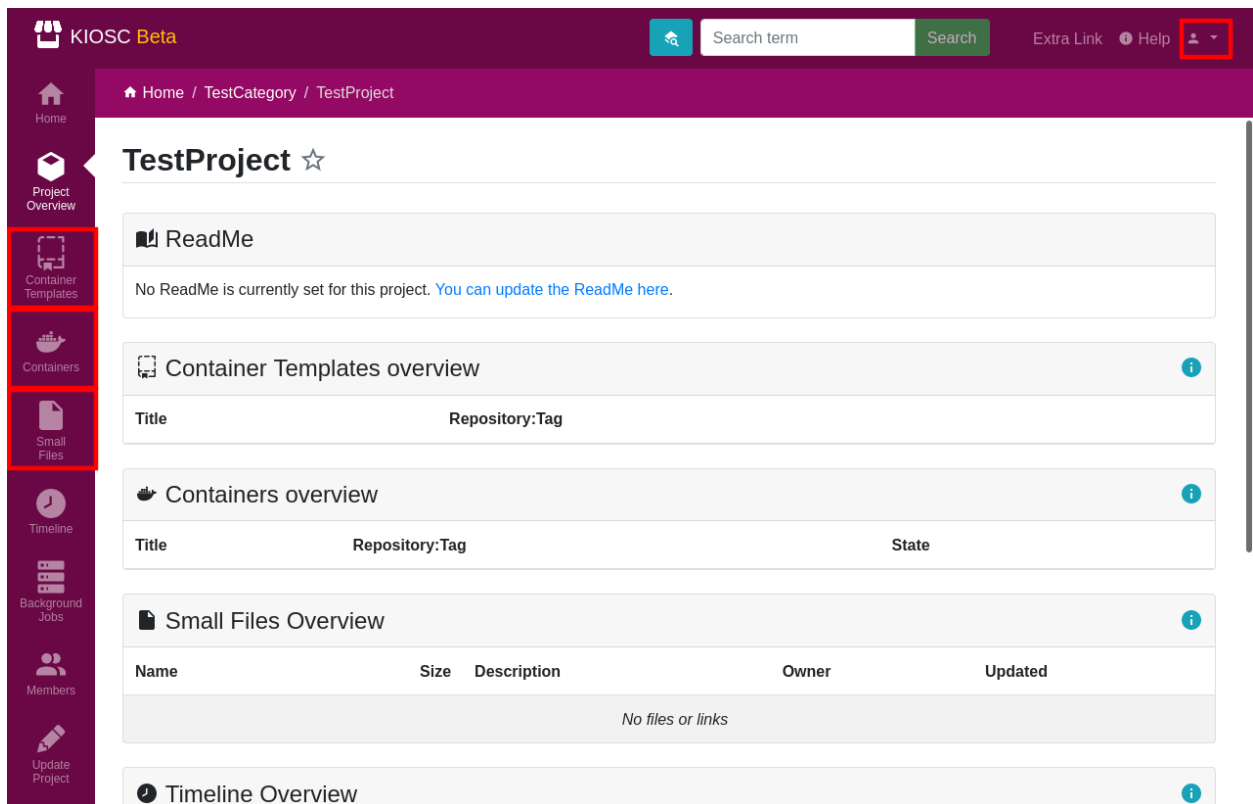 KIOSC Beta
Search term
Search
Extra Link
Help
Home / TestCategory / TestProject
Home
Project
Overview
Container
Templates
Containers
Small
Files
Timeline
Background
Jobs
Members
Update
Project
TestProject
ReadMe
No ReadMe is currently set for this project. You can update the ReadMe here.
Container Templates overview
Title Repository:Tag
Containers overview
Title Repository:Tag State
Small Files Overview
Name Size Description Owner Updated
No files or links
Timeline Overview